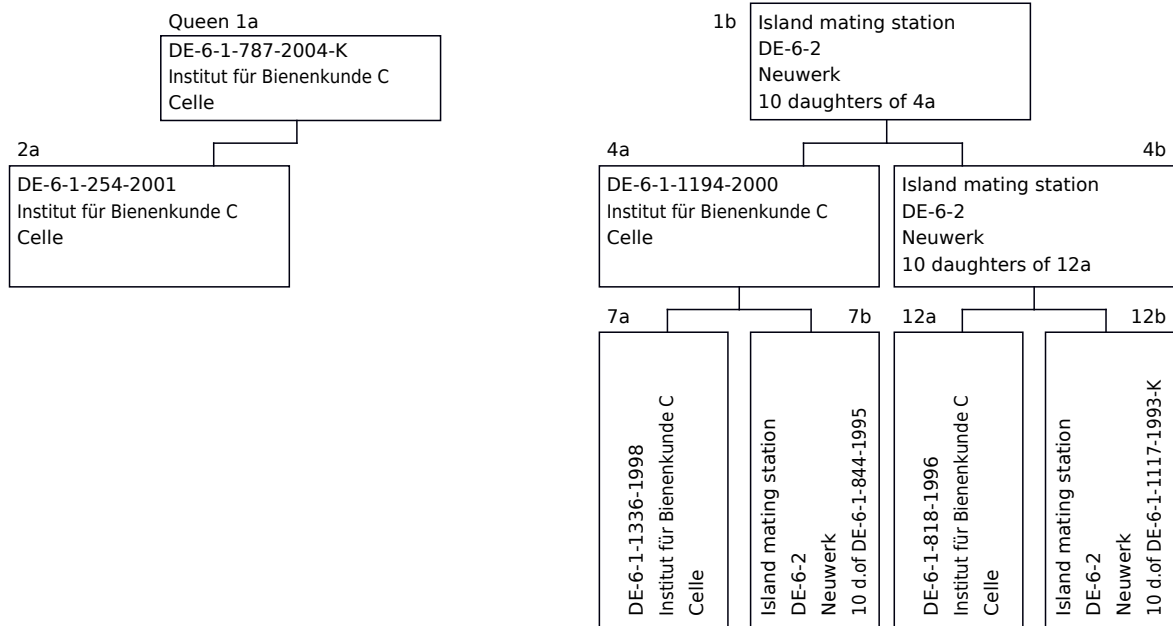 Queen 1a
DE-6-1-787-2004-K
Institut für Bienenkunde C
Celle
1b
Island mating station
DE-6-2
Neuwerk
10 daughters of 4a
2a
DE-6-1-254-2001
Institut für Bienenkunde C
Celle
4a
DE-6-1-1194-2000
Institut für Bienenkunde C
Celle
4b
Island mating station
DE-6-2
Neuwerk
10 daughters of 12a
7a
DE-6-1-1336-1998
Institut für Bienenkunde C
Celle
7b
Island mating station
DE-6-2
Neuwerk
10 d.of DE-6-1-844-1995
12a
DE-6-1-818-1996
Institut für Bienenkunde C
Celle
12b
Island mating station
DE-6-2
Neuwerk
10 d.of DE-6-1-1117-1993-K